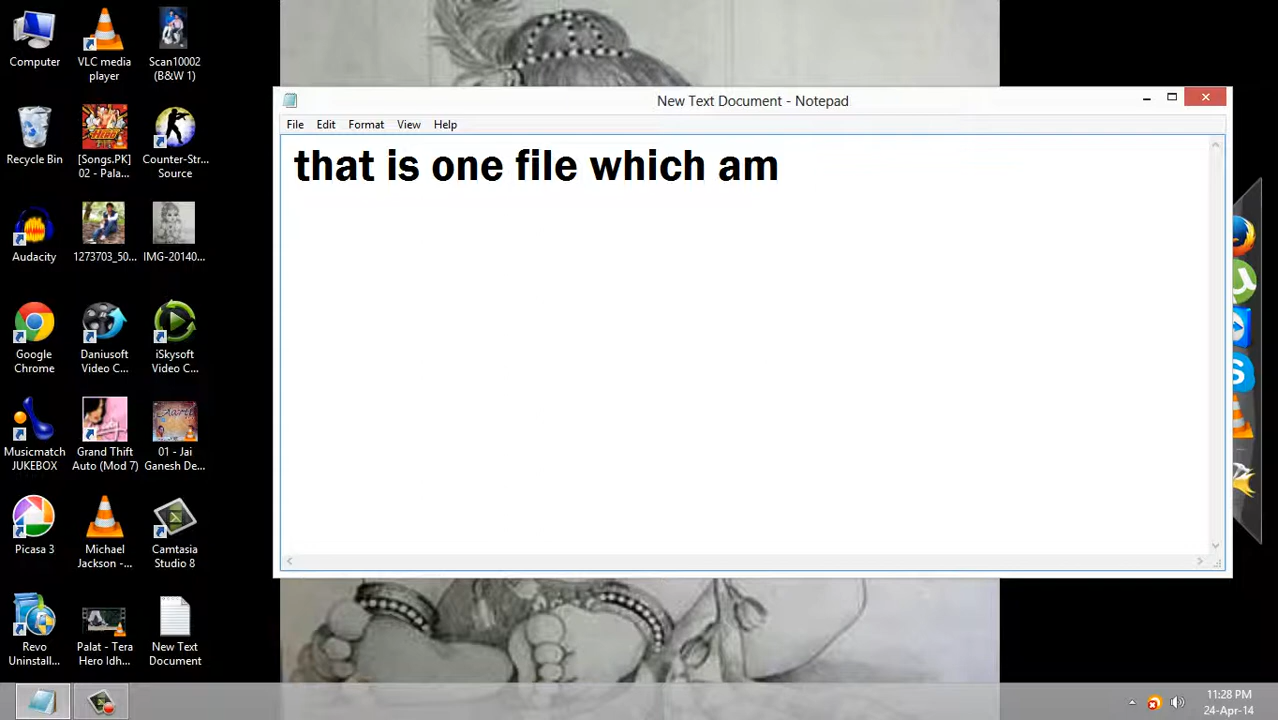 Computer
VLC media
player
Scan10002
(B&W 1)
Recycle Bin
[Songs.PK]
02 - Pala...
Counter-Str...
Source
Audacity
1273703_50...
IMG-20140...
Google
Chrome
Daniusoft
Video C...
iSkysoft
Video C...
Musicmatch
JUKEBOX
Grand Thift
Auto (Mod 7)
01 - Jai
Ganesh De...
Picasa 3
Michael
Jackson -...
Camtasia
Studio 8
Revo
Uninstall...
Palat - Tera
Hero Idh...
New Text
Document
New Text Document - Notepad
File Edit Format View Help
that is one file which am
11:28 PM
24-Apr-14